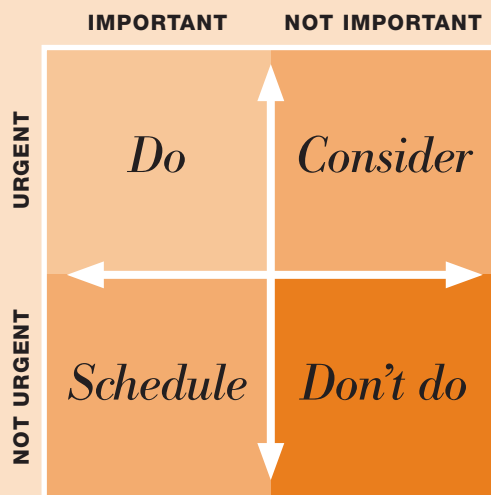 IMPORTANT NOT IMPORTANT
URGENT
Do Consider
NOT URGENT
Schedule Don't do